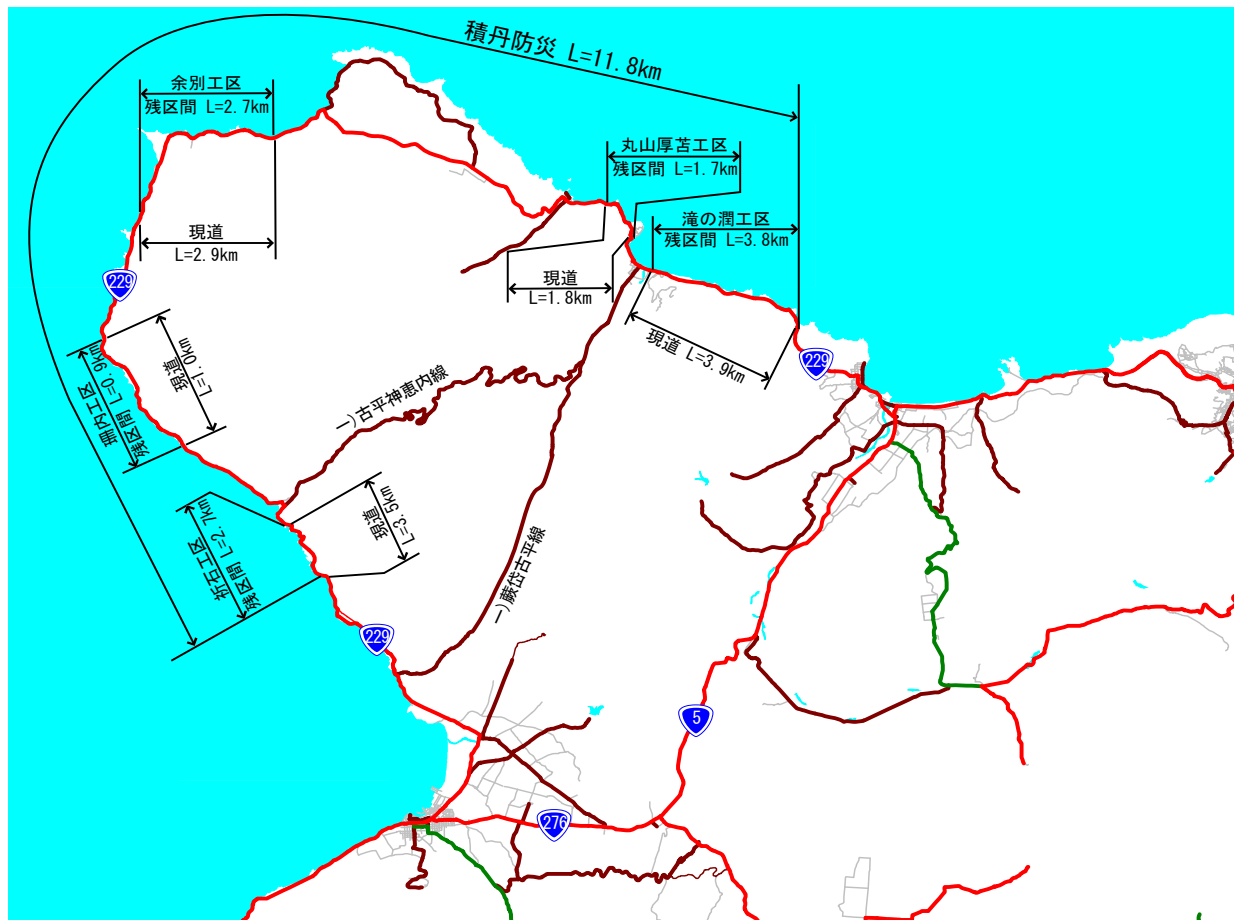 積丹防災 L=11.8km
余別工区
残区間 L=2.7km
現道
L=2.9km
丸山厚苫工区
残区間 L=1.7km
現道
L=1.8km
滝の澗工区
残区間 L=3.8km
現道 L=3.9km
229
229
現道
L=1.0km
珊内工区
残区間 L=0.9km
一)古平神恵内線
現道
L=3.5km
祈石工区
残区間 L=2.7km
一)蕨岱古平線
229
5
276